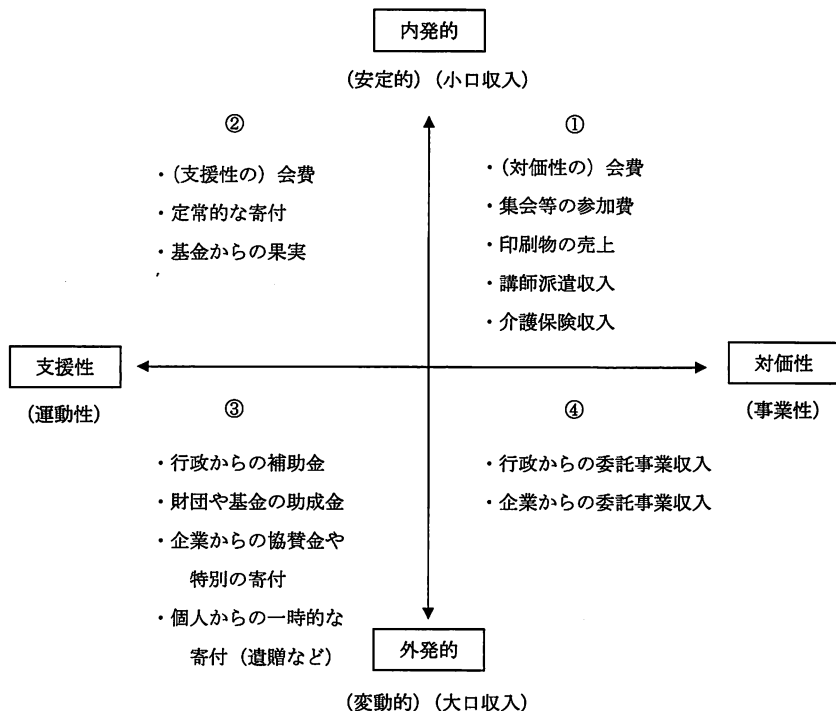 内発的
(安定的) (小口収入)
②
・(支援性の) 会費
・定常的な寄付
・基金からの果実
①
・(対価性の) 会費
・集会等の参加費
・印刷物の売上
・講師派遣収入
・介護保険収入
支援性
(運動性)
対価性
(事業性)
③
・行政からの補助金
・財団や基金の助成金
・企業からの協賛金や
特別の寄付
・個人からの一時的な
寄付 (遺贈など)
④
・行政からの委託事業収入
・企業からの委託事業収入
外発的
(変動的) (大口収入)